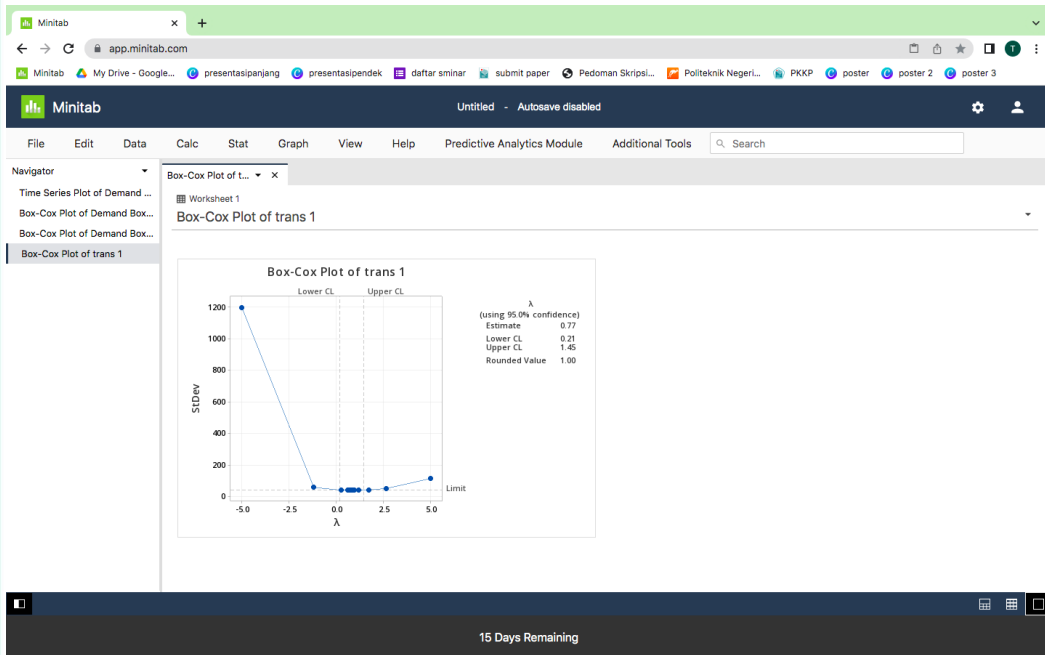 Minitab
app.minitab.com
T
Minitab My Drive - Google... presentasipanjang presentasipendek daftar sminar submit paper Pedoman Skripsi... Politeknik Negeri... PKKP poster poster 2 poster 3
Minitab
Untitled - Autosave disabled
File Edit Data Calc Stat Graph View Help Predictive Analytics Module Additional Tools Search
Navigator
Time Series Plot of Demand ...
Box-Cox Plot of Demand Box...
Box-Cox Plot of Demand Box...
Box-Cox Plot of trans 1
Box-Cox Plot of t...
Worksheet 1
Box-Cox Plot of trans 1
Box-Cox Plot of trans 1
Lower CL Upper CL
1200
1000
800
600
400
200
0
StDev
-5.0 -2.5 0.0 2.5 5.0
λ
Limit
λ
(using 95.0% confidence)
Estimate 0.77
Lower CL 0.21
Upper CL 1.45
Rounded Value 1.00
15 Days Remaining